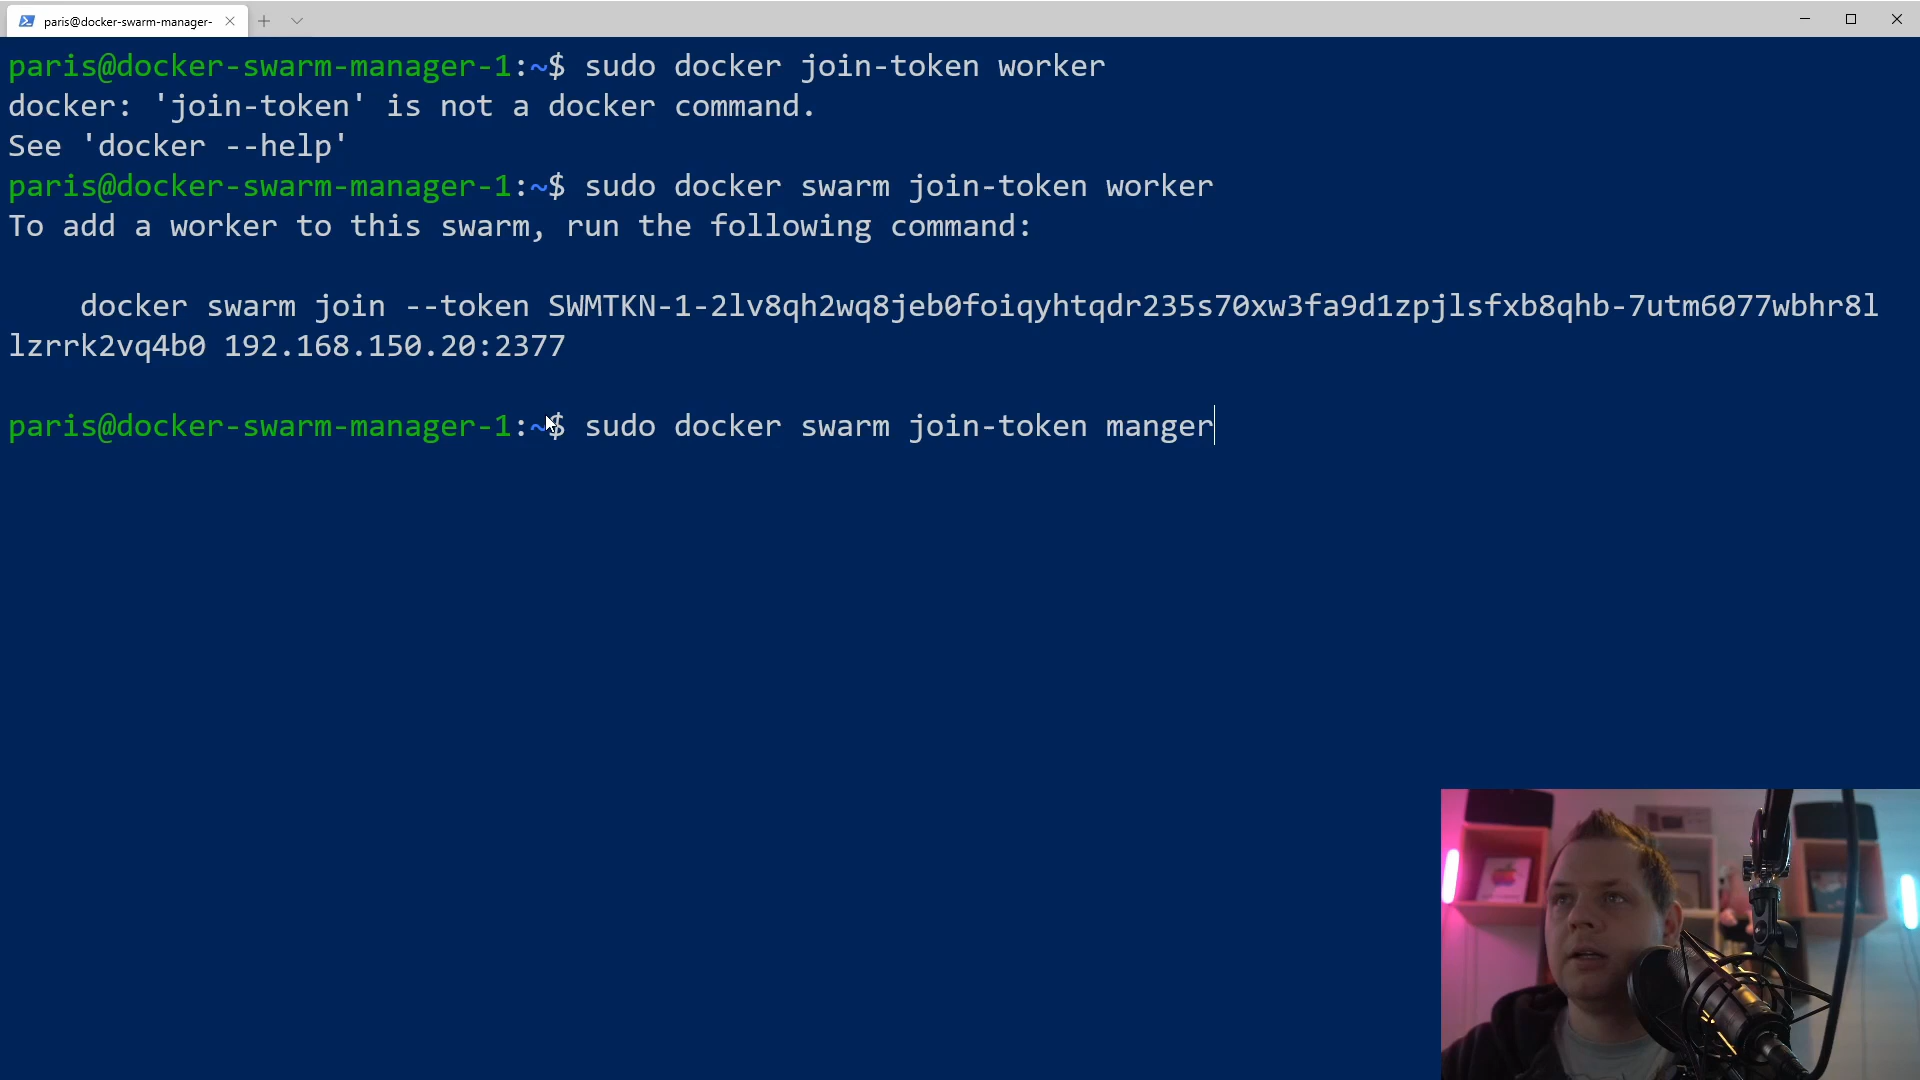 paris@docker-swarm-manager-
paris@docker-swarm-manager-1:~$ sudo docker join-token worker
docker: 'join-token' is not a docker command.
See 'docker --help'
paris@docker-swarm-manager-1:~$ sudo docker swarm join-token worker
To add a worker to this swarm, run the following command:
docker swarm join --token SWMTKN-1-2lv8qh2wq8jeb0foiqyhtqdr235s70xw3fa9d1zpjlsfxb8qhb-7utm6077wbhr8l
lzrrk2vq4b0 192.168.150.20:2377
paris@docker-swarm-manager-1:~$ sudo docker swarm join-token manger